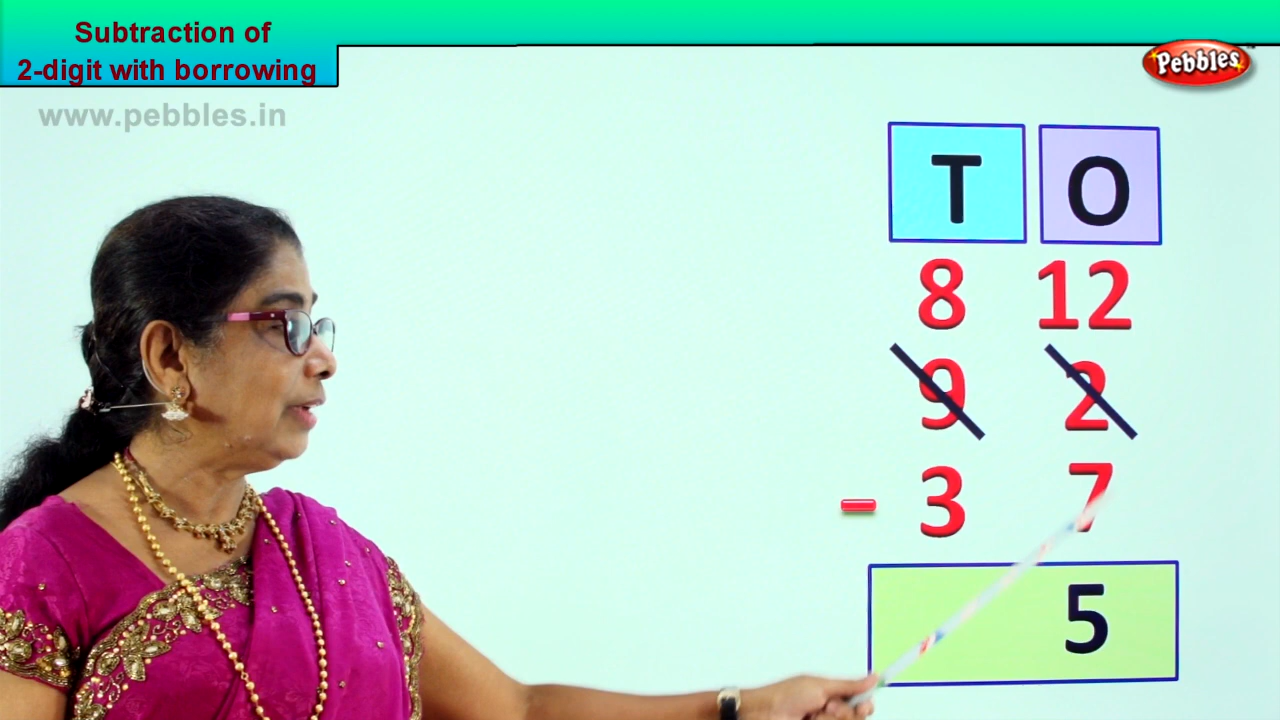 Subtraction of
2-digit with borrowing
Pebbles
www.pebbles.in
T O
8 12
9 2
- 3 7
5